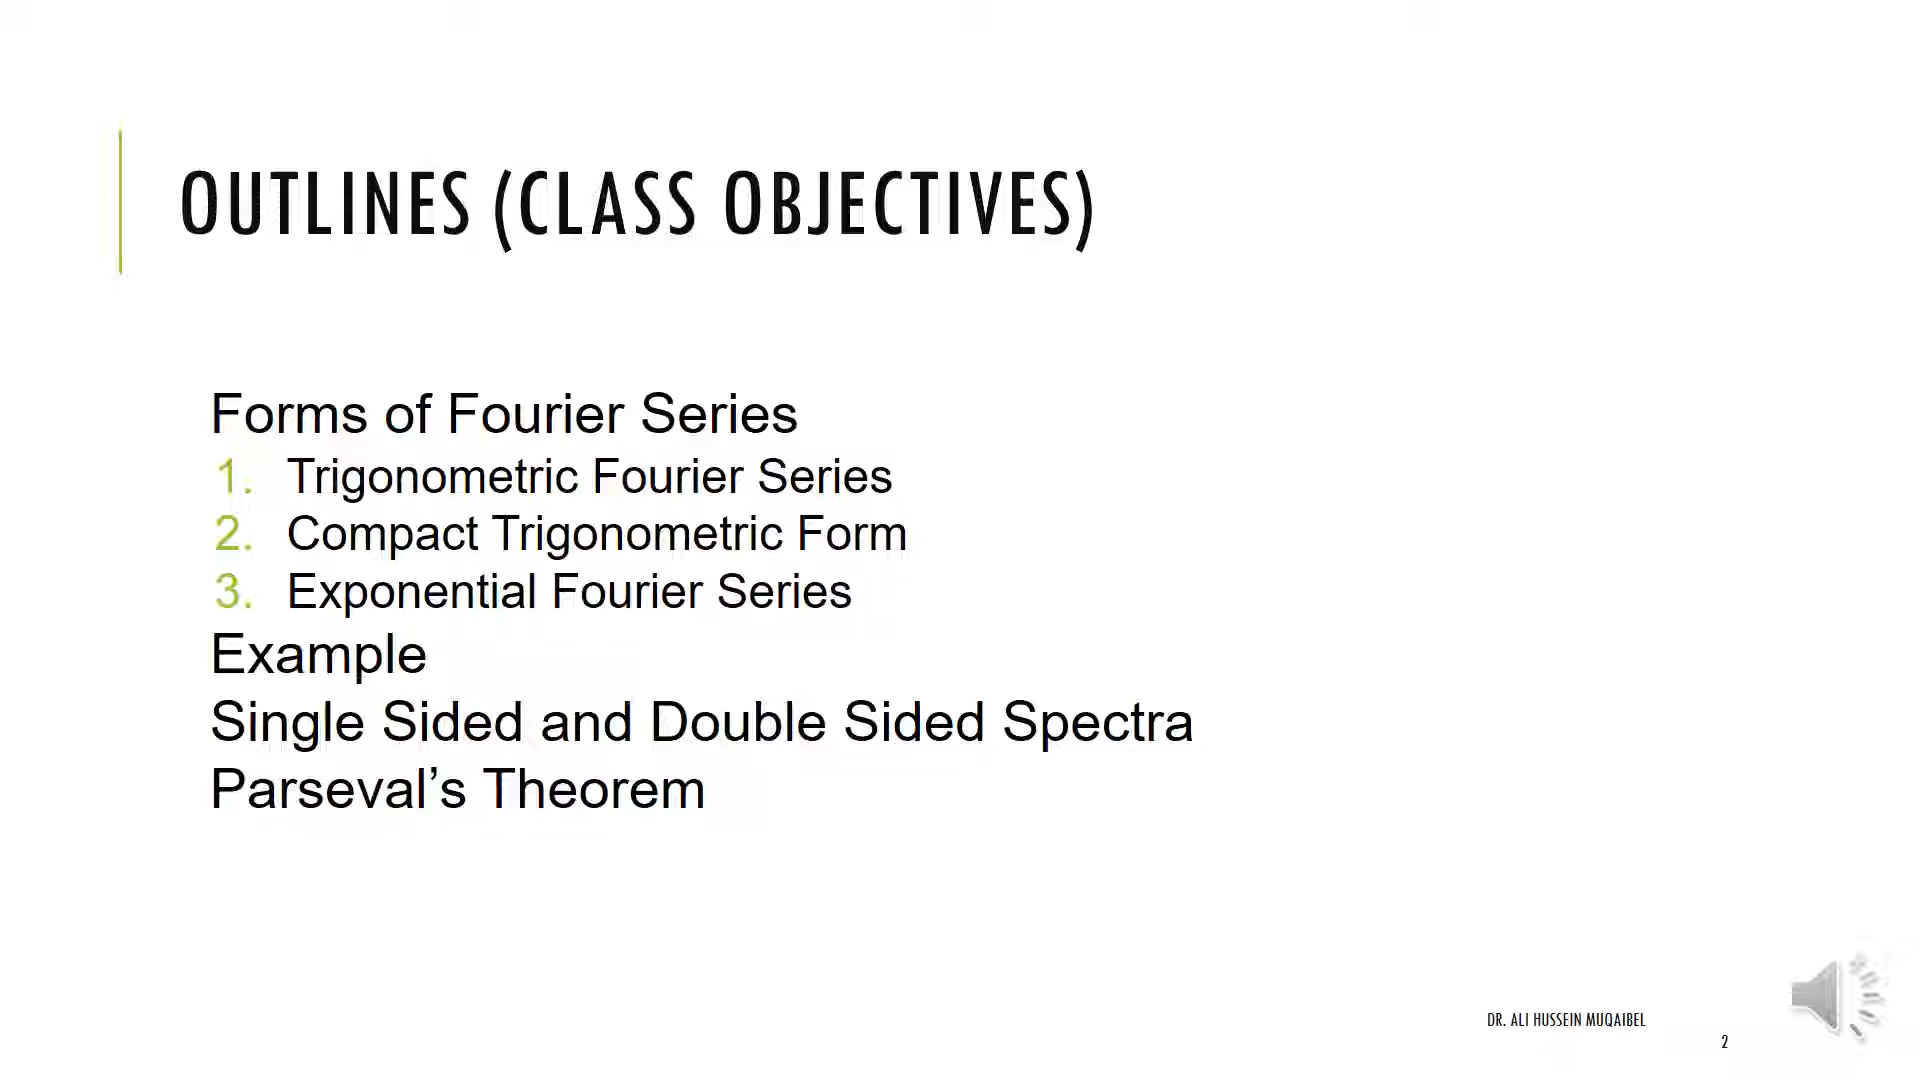 OUTLINES (CLASS OBJECTIVES)
Forms of Fourier Series
1. Trigonometric Fourier Series
2. Compact Trigonometric Form
3. Exponential Fourier Series
Example
Single Sided and Double Sided Spectra
Parseval’s Theorem
DR. ALI HUSSEIN MUQAIBEL
2